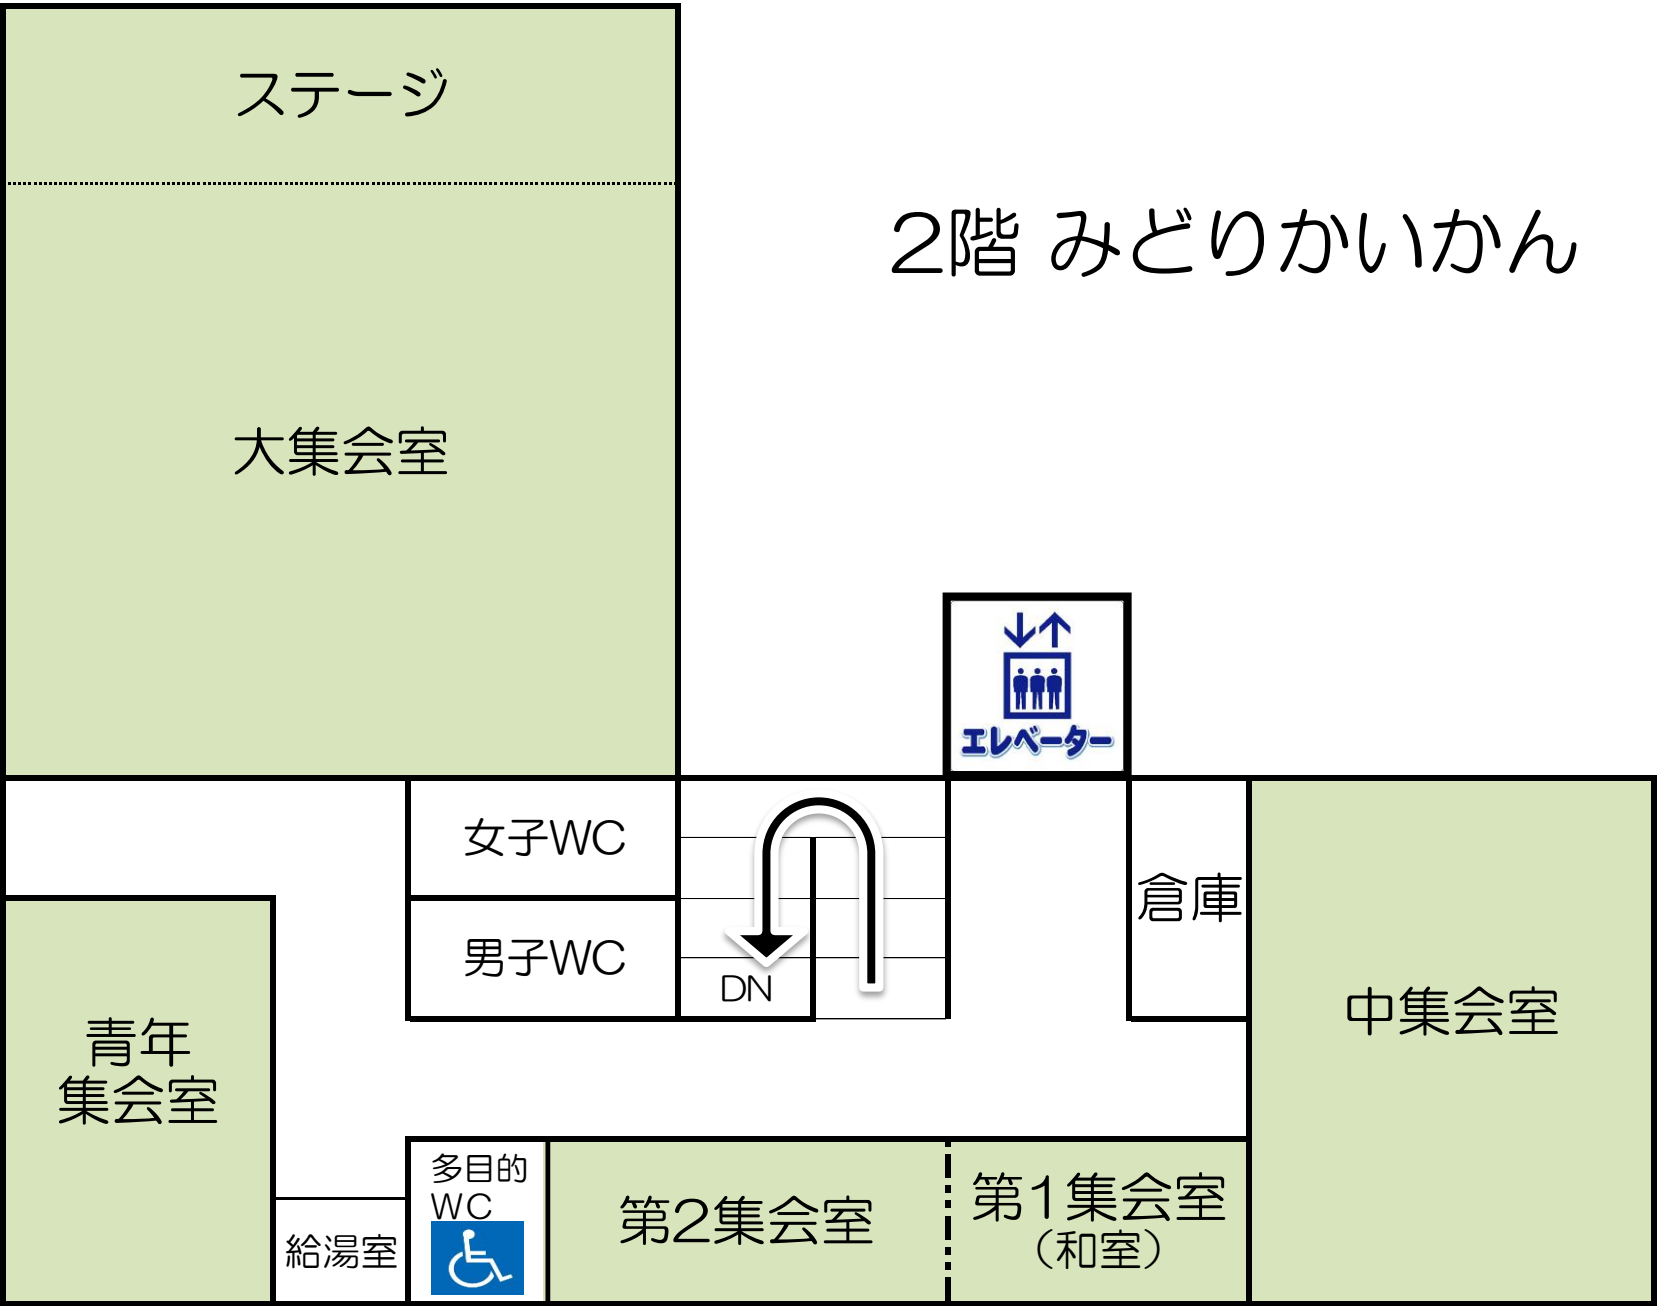 ステージ
2階 みどりかいかん
大集会室
エレベーター
女子WC
倉庫
男子WC
DN
中集会室
青年
集会室
多目的
WC
第2集会室
第1集会室
（和室）
給湯室